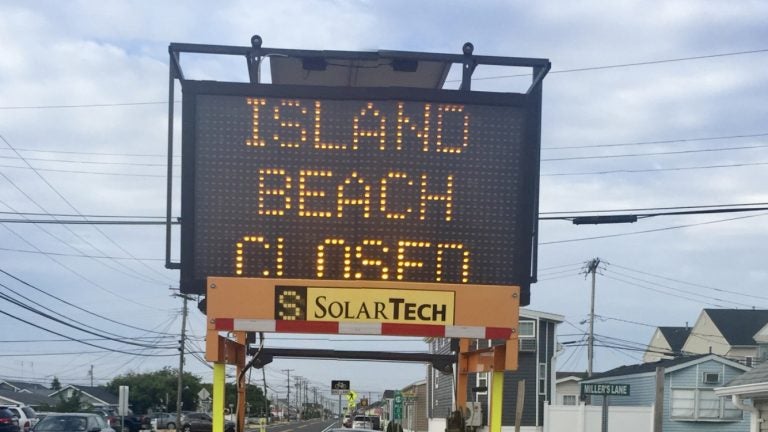 ISLAND
BEACH
CLOSED
S SOLARTECH
MILLER'S LANE